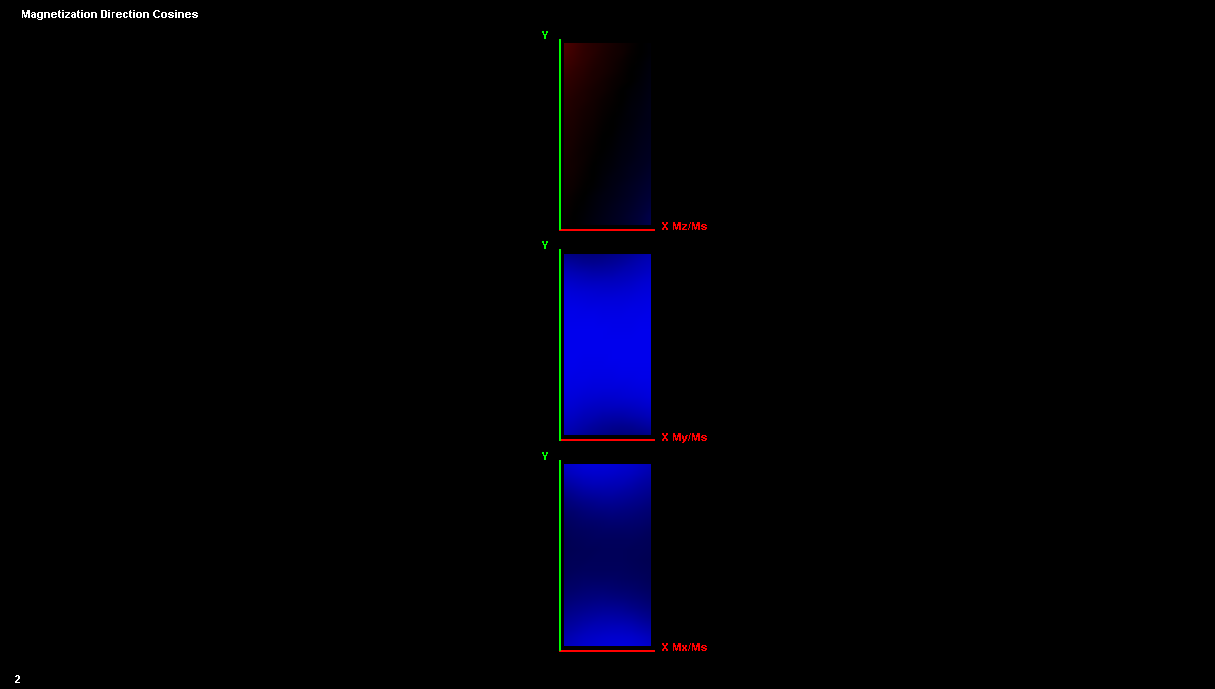 Magnetization Direction Cosines
Y
X Mz/Ms
Y
X My/Ms
Y
X Mx/Ms
2